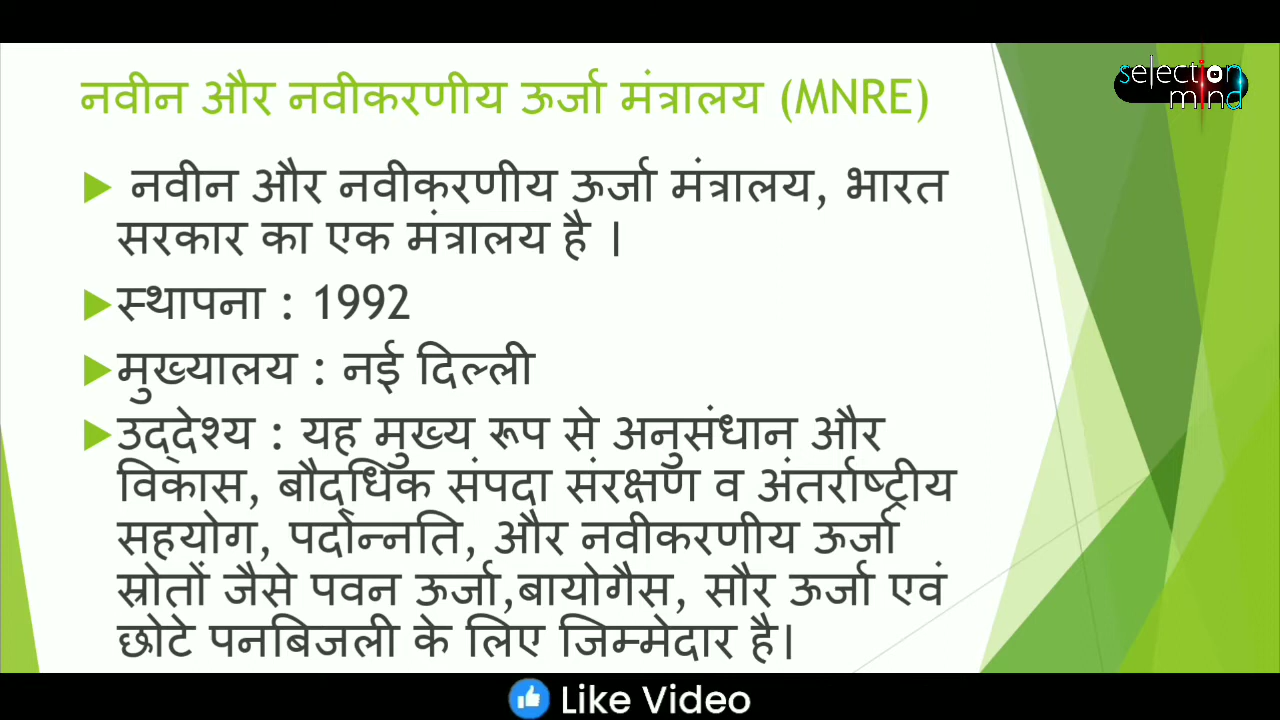 selection
mind
नवीन और नवीकरणीय ऊर्जा मंत्रालय (MNRE)
नवीन और नवीकरणीय ऊर्जा मंत्रालय, भारत
सरकार का एक मंत्रालय है ।
स्थापना : 1992
मुख्यालय : नई दिल्ली
उद्देश्य : यह मुख्य रूप से अनुसंधान और
विकास, बौद्धिक संपदा संरक्षण व अंतर्राष्ट्रीय
सहयोग, पदोन्नति, और नवीकरणीय ऊर्जा
स्रोतों जैसे पवन ऊर्जा,बायोगैस, सौर ऊर्जा एवं
छोटे पनबिजली के लिए जिम्मेदार है।
Like Video